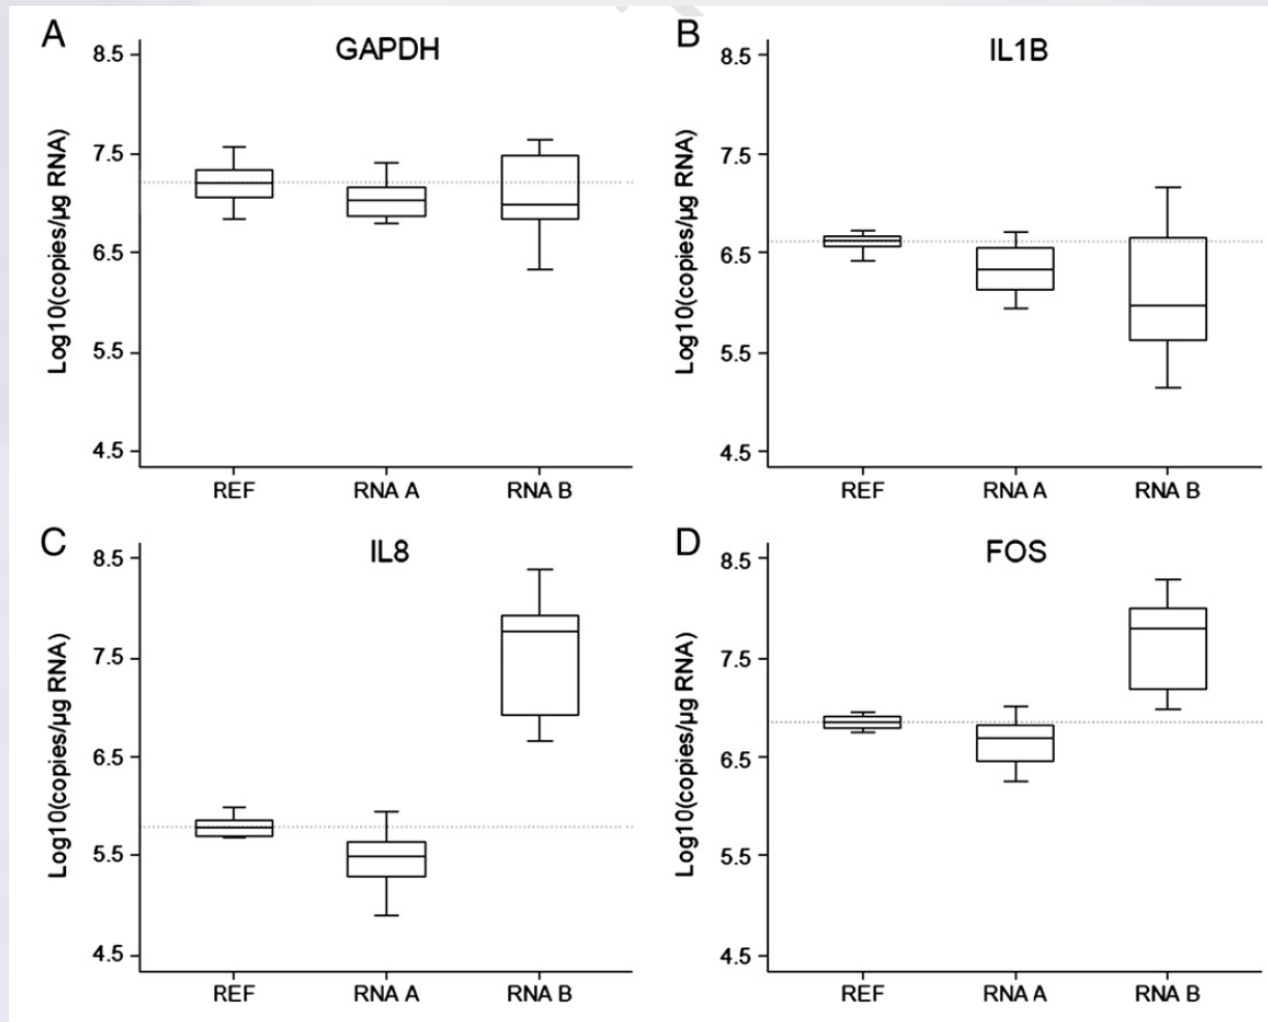 A
GAPDH
Log10(copies/µg RNA)
8.5
7.5
6.5
5.5
4.5
REF
RNA A
RNA B
B
IL1B
Log10(copies/µg RNA)
8.5
7.5
6.5
5.5
4.5
REF
RNA A
RNA B
C
IL8
Log10(copies/µg RNA)
8.5
7.5
6.5
5.5
4.5
REF
RNA A
RNA B
D
FOS
Log10(copies/µg RNA)
8.5
7.5
6.5
5.5
4.5
REF
RNA A
RNA B